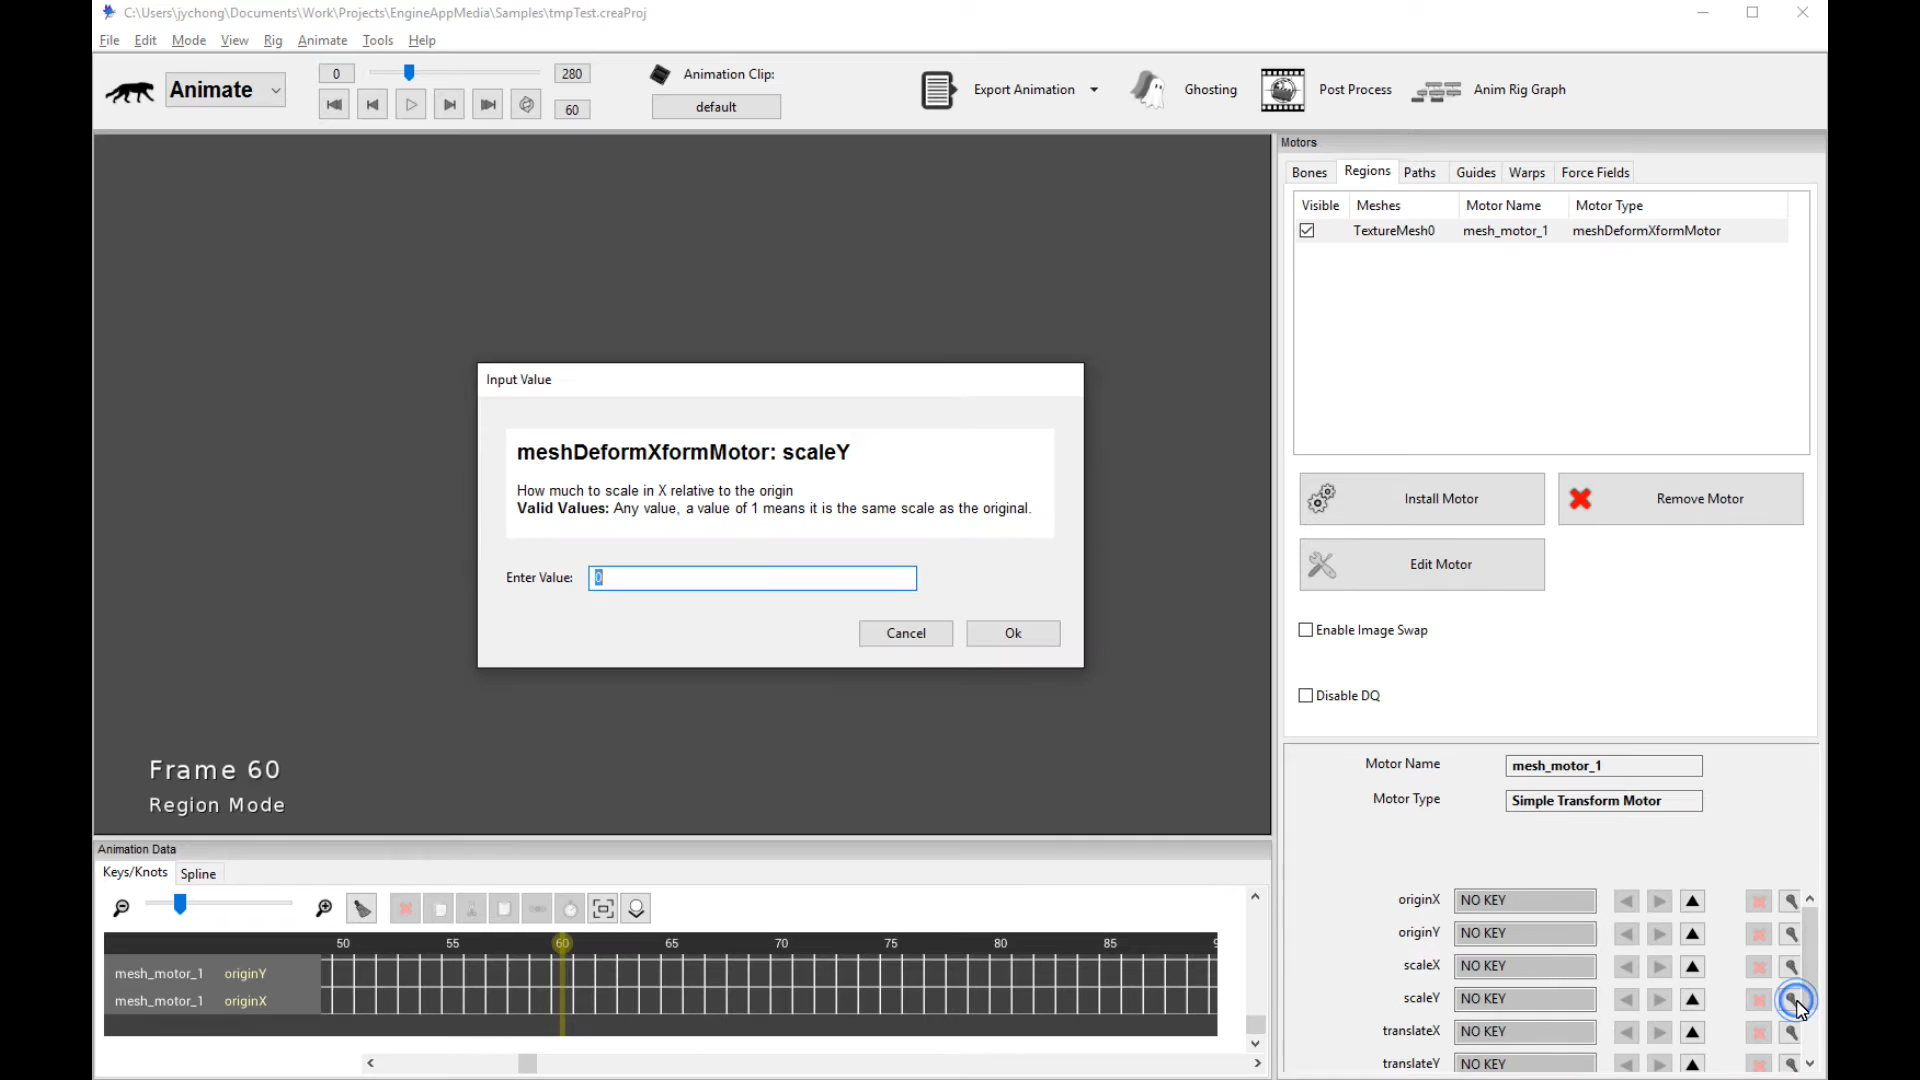 C:\Users\jychong\Documents\Work\Projects\EngineAppMedia\Samples\tmpTest.creaProj
File Edit Mode View Rig Animate Tools Help
Animate
0 280
60
Animation Clip:
default
Export Animation
Ghosting
Post Process
Anim Rig Graph
Motors
Bones Regions Paths Guides Warps Force Fields
Visible Meshes Motor Name Motor Type
TextureMesh0 mesh_motor_1 meshDeformXformMotor
Install Motor
Remove Motor
Edit Motor
Enable Image Swap
Disable DQ
Input Value
meshDeformXformMotor: scaleY
How much to scale in X relative to the origin
Valid Values: Any value, a value of 1 means it is the same scale as the original.
Enter Value: 0
Cancel Ok
Frame 60
Region Mode
Motor Name mesh_motor_1
Motor Type Simple Transform Motor
originX NO KEY
originY NO KEY
scaleX NO KEY
scaleY NO KEY
translateX NO KEY
translateY NO KEY
Animation Data
Keys/Knots Spline
50 55 60 65 70 75 80 85 9
mesh_motor_1 originY
mesh_motor_1 originX